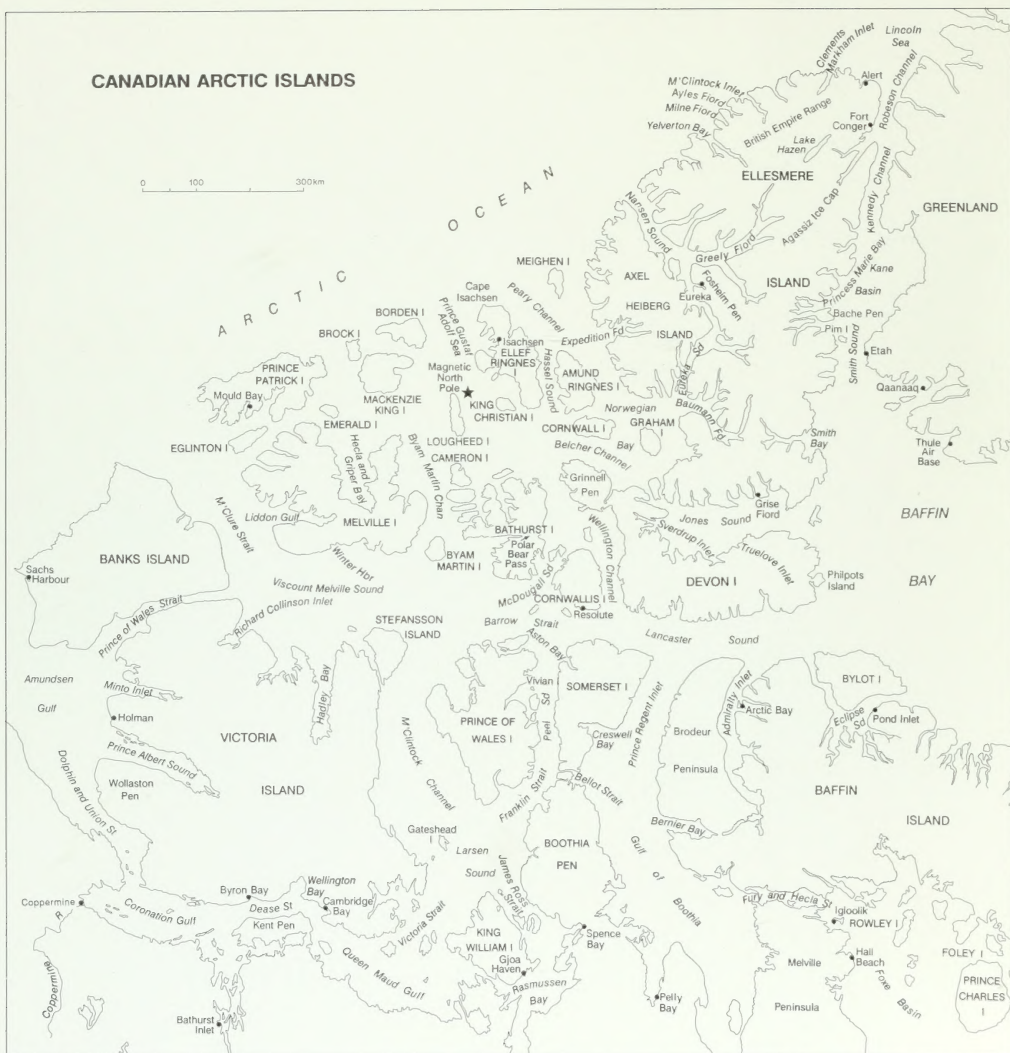 CANADIAN ARCTIC ISLANDS
0 100 300km
ARCTIC OCEAN
Clements
Markham Inlet
Lincoln
Sea
M'Clintock Inlet
Ayles Fiord
Milne Fiord
Yelverton Bay
Alert
Robeson Channel
British Empire Range
Fort
Conger
Lake
Hazen
ELLESMERE
Kennedy Channel
GREENLAND
Nansen Sound
Agassiz Ice Cap
Greely Fiord
MEIGHEN I
AXEL
HEIBERG
ISLAND
Fosheim Pen
Eureka
ISLAND
Princess Marie Bay
Kane
Basin
Bache Pen
Pim I
Smith Sound
Etah
Cape
Isachsen
Peary Channel
BORDEN I
BROCK I
Prince Gustaf
Adolf Sea
Isachsen
ELLEF
RINGNES
I
Hassel Sound
Expedition Fd
AMUND
RINGNES I
Eureka Sd
Qaanaaq
PRINCE
PATRICK I
Mould Bay
Magnetic
North
Pole
MACKENZIE
KING I
KING
CHRISTIAN I
Norwegian
Bay
Baumann Fd
EMERALD I
CORNWALL I
GRAHAM I
EGLINTON I
Hecla and
Griper Bay
Byam Martin Chan
LOUGHEED I
CAMERON I
Belcher Channel
Smith
Bay
Thule
Air
Base
Grinnell
Pen
Grise
Fiord
M'Clure Strait
Liddon Gulf
MELVILLE I
BATHURST I
Polar
Bear
Pass
Wellington Channel
Jones Sound
Sverdrup Inlet
Truelove Inlet
BAFFIN
BAY
BANKS ISLAND
Sachs
Harbour
Winter Hbr
BYAM
MARTIN I
DEVON I
Philpots
Island
Viscount Melville Sound
McDougall Sd
CORNWALLIS I
Resolute
Prince of Wales Strait
Richard Collinson Inlet
STEFANSSON
ISLAND
Barrow Strait
Aston Bay
Lancaster Sound
Amundsen
Gulf
Minto Inlet
Holman
Hadley Bay
Vivian I
SOMERSET I
Peel Sd
Prince Regent Inlet
Admiralty Inlet
Arctic Bay
BYLOT I
Eclipse
Sd
Pond Inlet
VICTORIA
ISLAND
M'Clintock
Channel
PRINCE OF
WALES I
Creswell
Bay
Brodeur
Peninsula
Prince Albert Sound
Wollaston
Pen
Dolphin and Union St
Franklin Strait
Bellot Strait
BAFFIN
ISLAND
Bernier Bay
Gateshead
I
Larsen
Sound
BOOTHIA
PEN
Gulf
of
Boothia
James Ross
Strait
Coppermine
Coronation Gulf
Byron Bay
Dease St
Kent Pen
Wellington
Bay
Cambridge
Bay
Victoria Strait
Queen Maud Gulf
KING
WILLIAM I
Gjoa
Haven
Spence
Bay
Rasmussen
Bay
Pelly
Bay
Fury and Hecla St
Igloolik
ROWLEY I
Melville
Peninsula
Hall
Beach
Foxe
Basin
FOLEY I
PRINCE
CHARLES
I
Coppermine R
Bathurst
Inlet